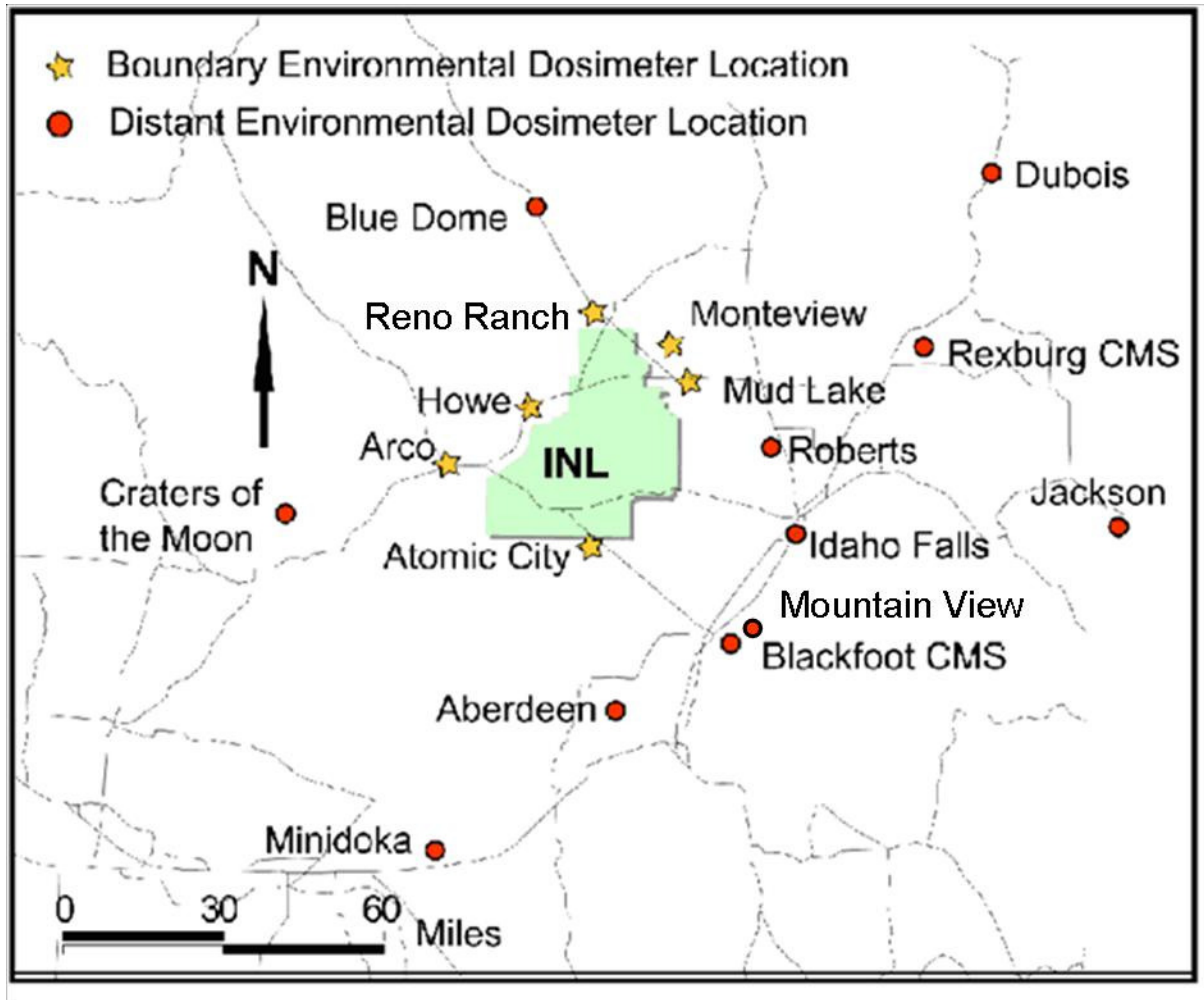 Boundary Environmental Dosimeter Location
Distant Environmental Dosimeter Location
Dubois
Blue Dome
N
Reno Ranch
Monteview
Rexburg CMS
Howe
Mud Lake
Arco
INL
Roberts
Craters of
the Moon
Jackson
Atomic City
Idaho Falls
Mountain View
Blackfoot CMS
Aberdeen
Minidoka
0 30 60
Miles